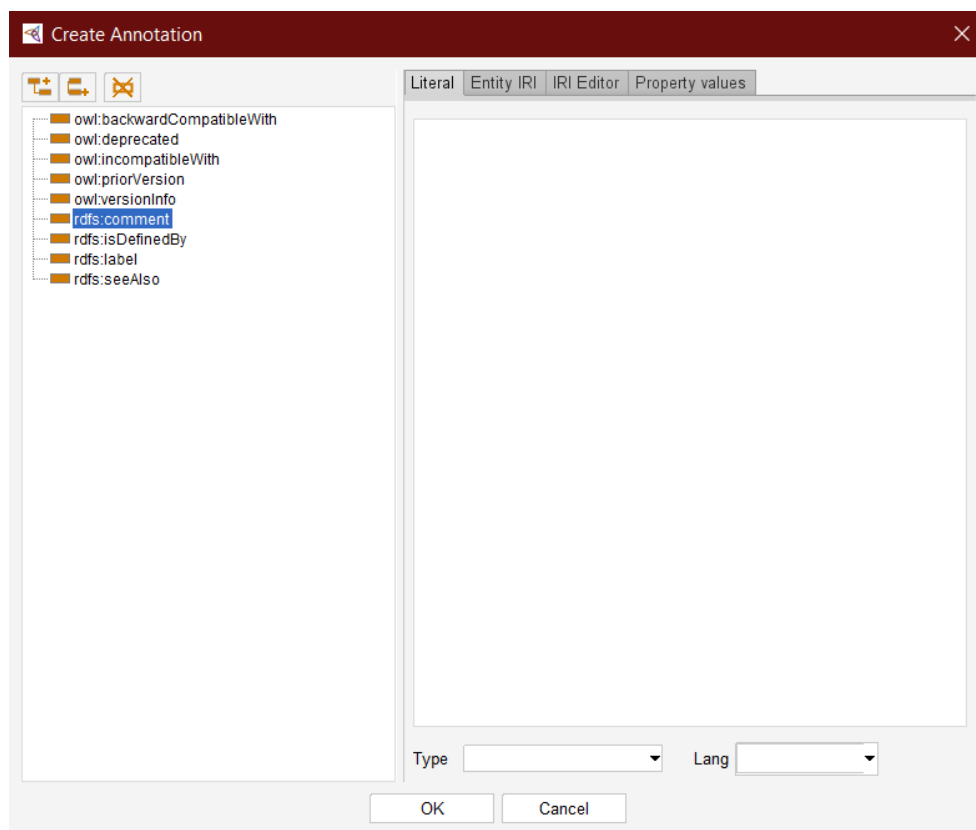 Create Annotation
Literal Entity IRI IRI Editor Property values
owl:backwardCompatibleWith
owl:deprecated
owl:incompatibleWith
owl:priorVersion
owl:versionInfo
rdfs:comment
rdfs:isDefinedBy
rdfs:label
rdfs:seeAlso
Type Lang
OK Cancel